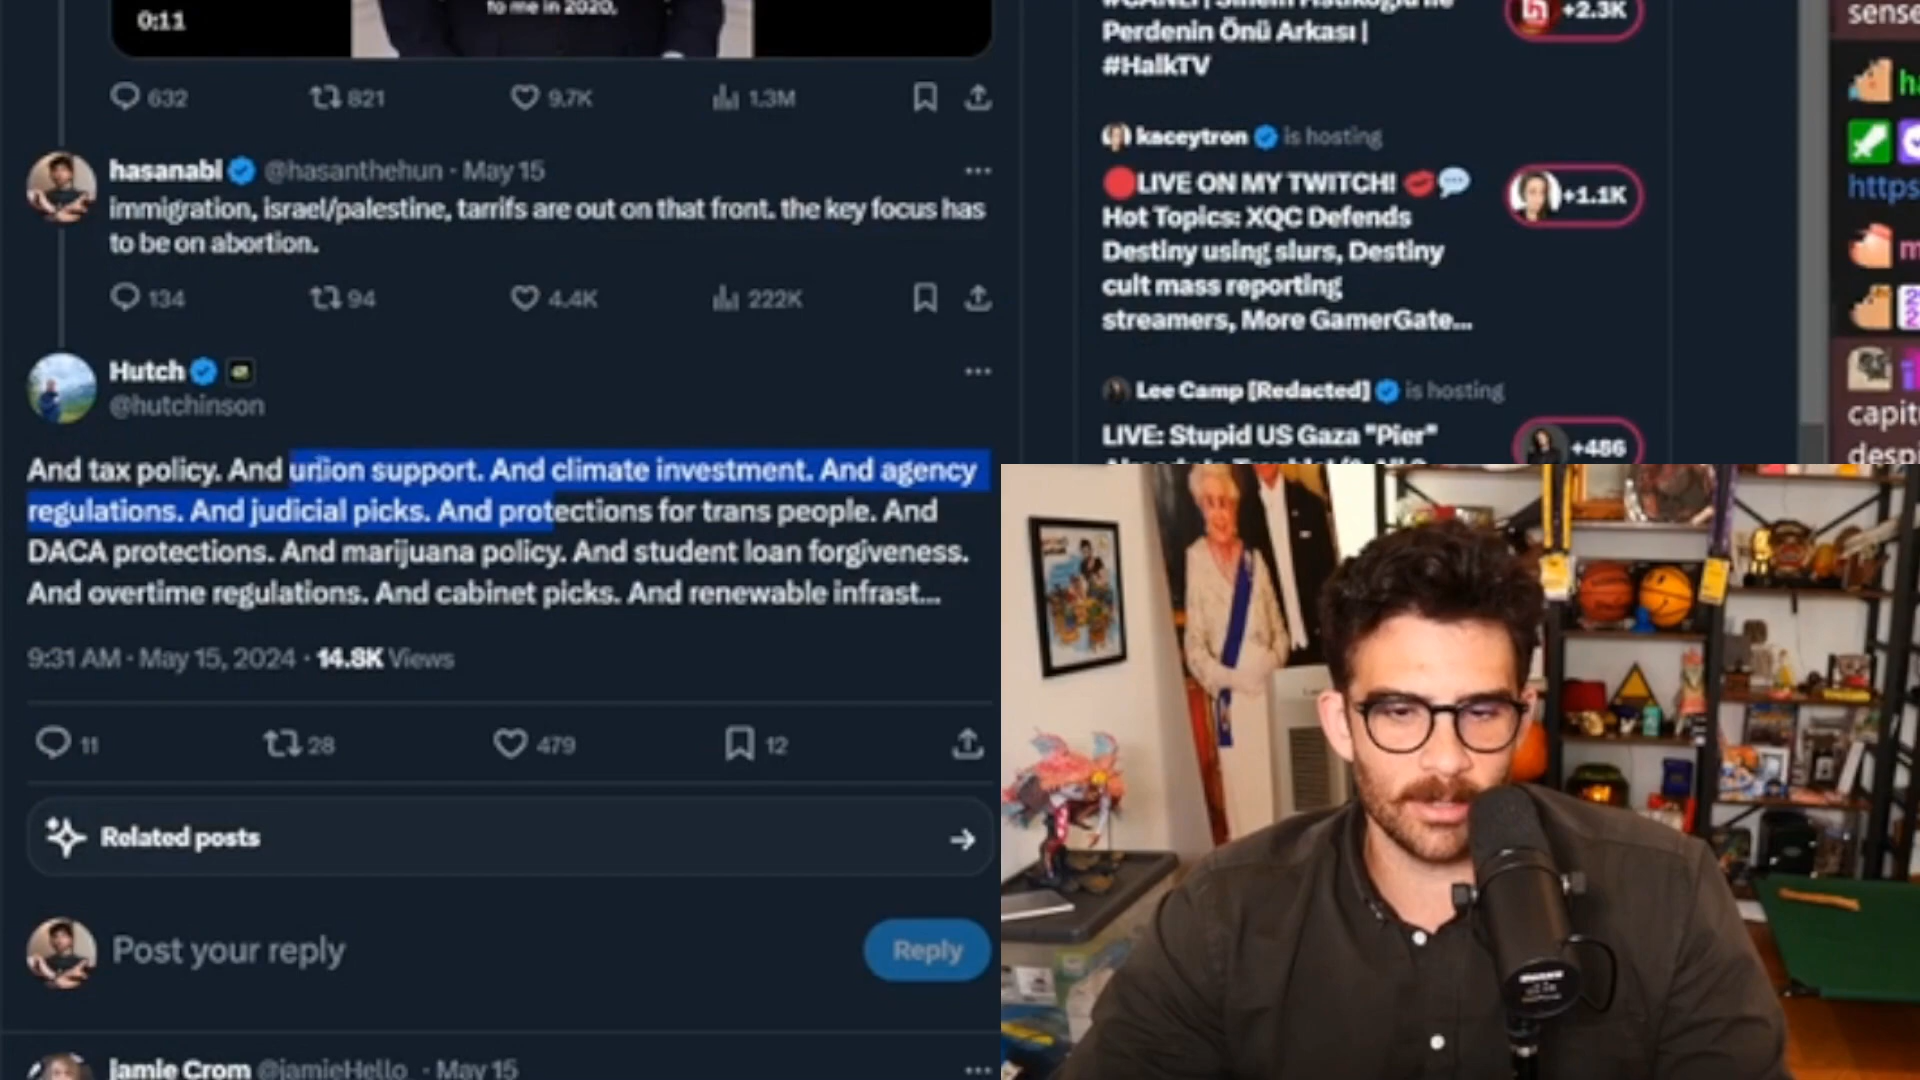 to me in 2020,
0:11
632 821 9.7K 1.3M
hasanabi @hasanthehun · May 15
immigration, israel/palestine, tarrifs are out on that front. the key focus has
to be on abortion.
134 94 4.4K 222K
Hutch
@hutchinson
And tax policy. And union support. And climate investment. And agency
regulations. And judicial picks. And protections for trans people. And
DACA protections. And marijuana policy. And student loan forgiveness.
And overtime regulations. And cabinet picks. And renewable infrast...
9:31 AM · May 15, 2024 · 14.8K Views
11 28 479 12
Related posts
Post your reply
Reply
Jamie Crom @jamieHello · May 15
Perdenin Önü Arkası |
#HalkTV
+2.3K
kaceytron is hosting
LIVE ON MY TWITCH!
Hot Topics: XQC Defends
Destiny using slurs, Destiny
cult mass reporting
streamers, More GamerGate...
+1.1K
Lee Camp [Redacted] is hosting
LIVE: Stupid US Gaza "Pier"
+486
sense
https
capit
despi